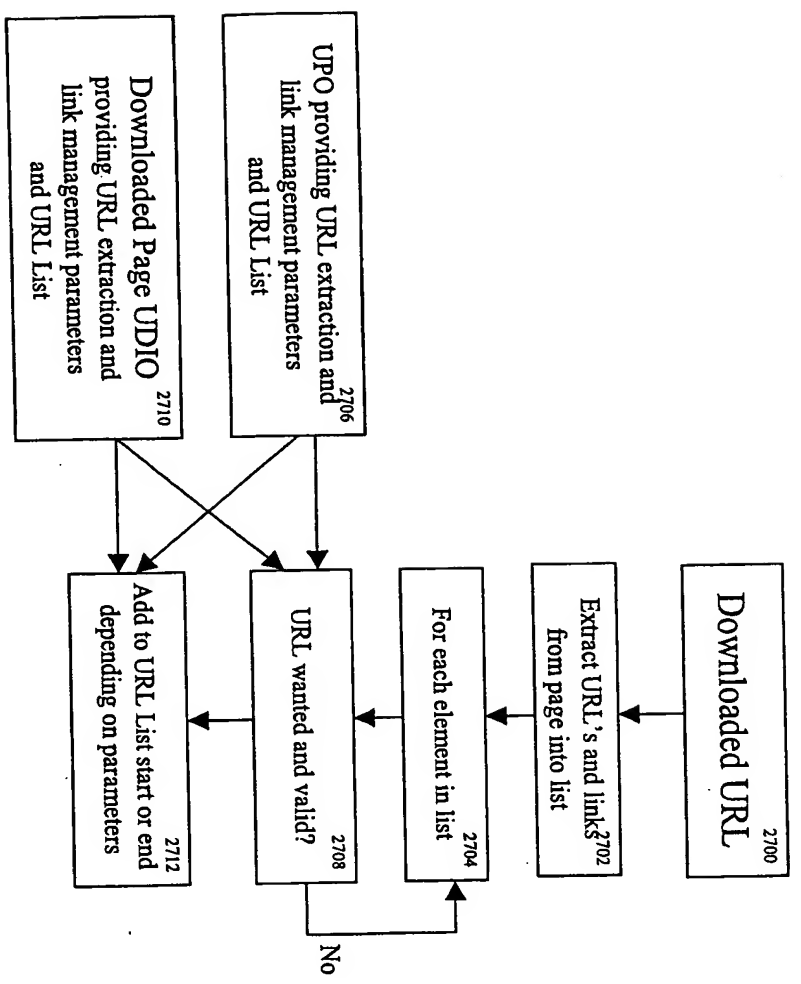 Downloaded URL
2700
Extract URL's and links
from page into list
2702
For each element in list
2704
UPO providing URL extraction and
link management parameters
and URL List
2706
URL wanted and valid?
2708
No
Downloaded Page UDIO
providing URL extraction and
link management parameters
and URL List
2710
Add to URL List start or end
depending on parameters
2712